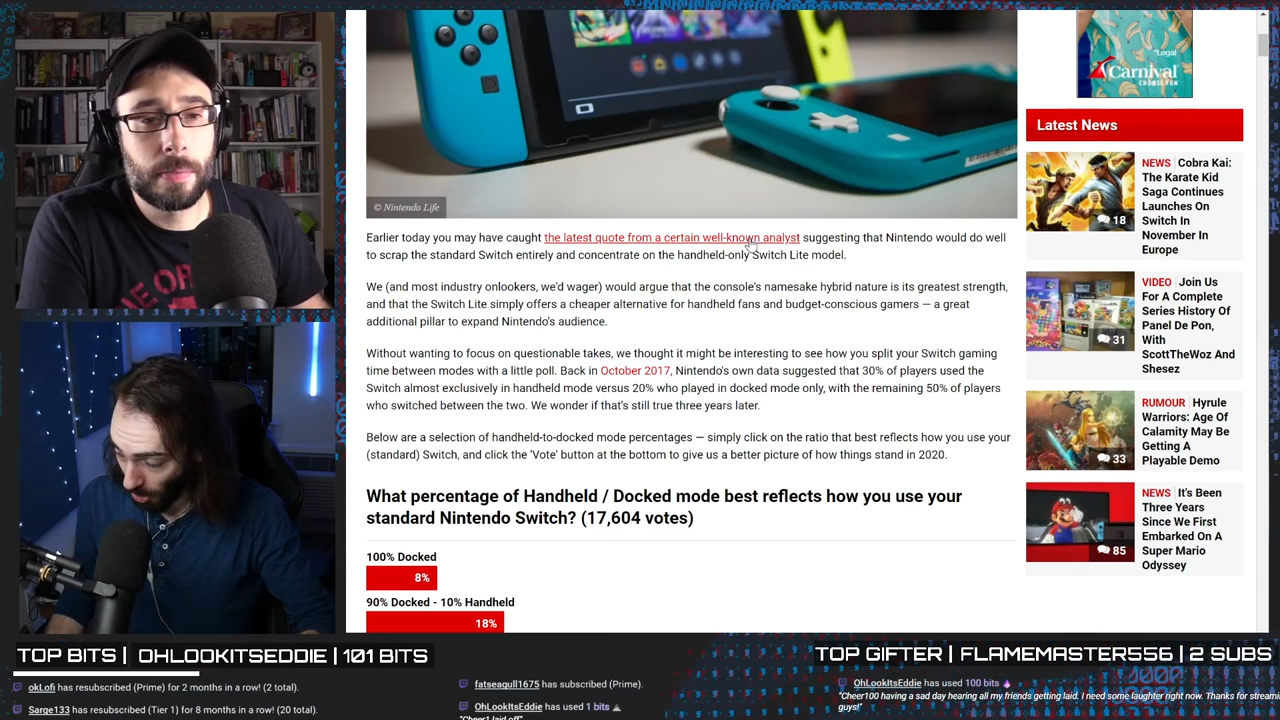 "Legal
Carnival
CHOOSE FUN
Latest News
© Nintendo Life
NEWS Cobra Kai:
The Karate Kid
Saga Continues
Launches On
Switch In
November In
Europe
18
Earlier today you may have caught the latest quote from a certain well-known analyst suggesting that Nintendo would do well
to scrap the standard Switch entirely and concentrate on the handheld-only Switch Lite model.
We (and most industry onlookers, we'd wager) would argue that the console's namesake hybrid nature is its greatest strength,
and that the Switch Lite simply offers a cheaper alternative for handheld fans and budget-conscious gamers — a great
additional pillar to expand Nintendo's audience.
VIDEO Join Us
For A Complete
Series History Of
Panel De Pon,
With
ScottTheWoz And
Shesez
31
Without wanting to focus on questionable takes, we thought it might be interesting to see how you split your Switch gaming
time between modes with a little poll. Back in October 2017, Nintendo's own data suggested that 30% of players used the
Switch almost exclusively in handheld mode versus 20% who played in docked mode only, with the remaining 50% of players
who switched between the two. We wonder if that's still true three years later.
RUMOUR Hyrule
Warriors: Age Of
Calamity May Be
Getting A
Playable Demo
33
Below are a selection of handheld-to-docked mode percentages — simply click on the ratio that best reflects how you use your
(standard) Switch, and click the 'Vote' button at the bottom to give us a better picture of how things stand in 2020.
What percentage of Handheld / Docked mode best reflects how you use your
standard Nintendo Switch? (17,604 votes)
NEWS It's Been
Three Years
Since We First
Embarked On A
Super Mario
Odyssey
85
100% Docked
8%
90% Docked - 10% Handheld
18%
TOP BITS | OHLOOKITSEDDIE | 101 BITS
TOP GIFTER | FLAMEMASTER556 | 2 SUBS
okLofi has resubscribed (Prime) for 2 months in a row! (2 total).
Sarge133 has resubscribed (Tier 1) for 8 months in a row! (20 total).
fatseagull1675 has subscribed (Prime).
OhLookItsEddie has used 1 bits
"Cheer1 laid off"
OhLookItsEddie has used 100 bits
"Cheer100 having a sad day hearing all my friends getting laid. I need some laughter right now. Thanks for
guys!"